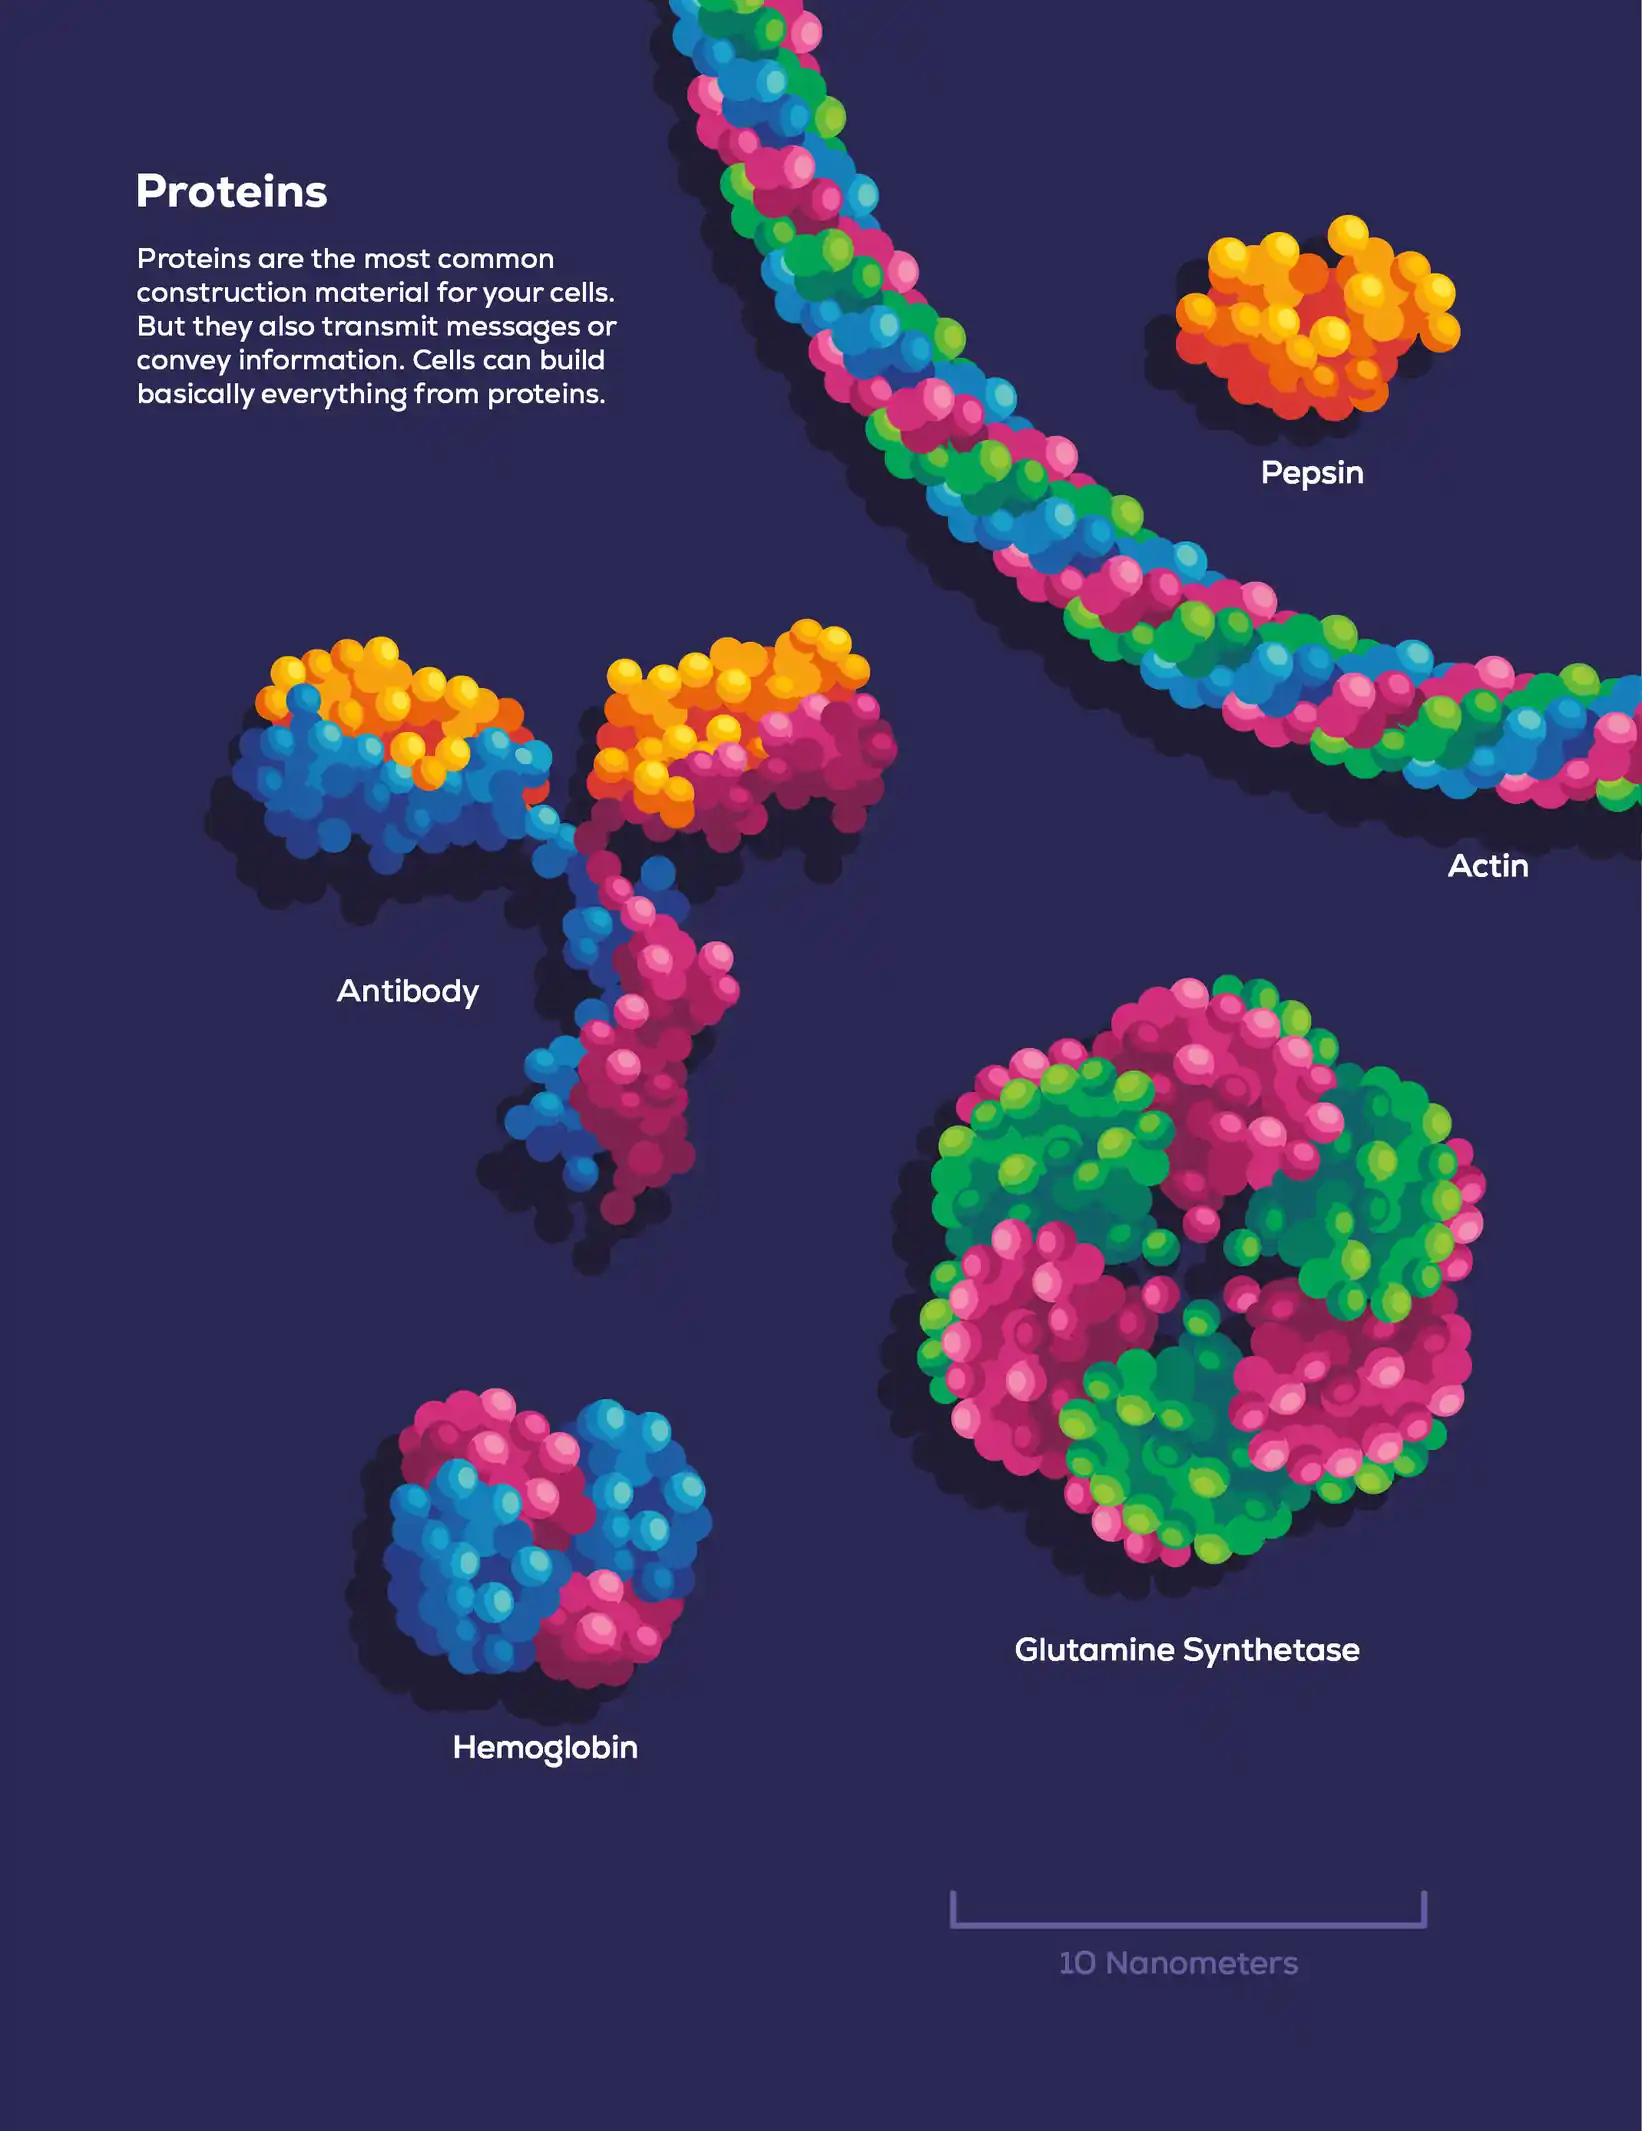 Proteins
Proteins are the most common
construction material for your cells.
But they also transmit messages or
convey information. Cells can build
basically everything from proteins.
Pepsin
Actin
Antibody
Glutamine Synthetase
Hemoglobin
10 Nanometers